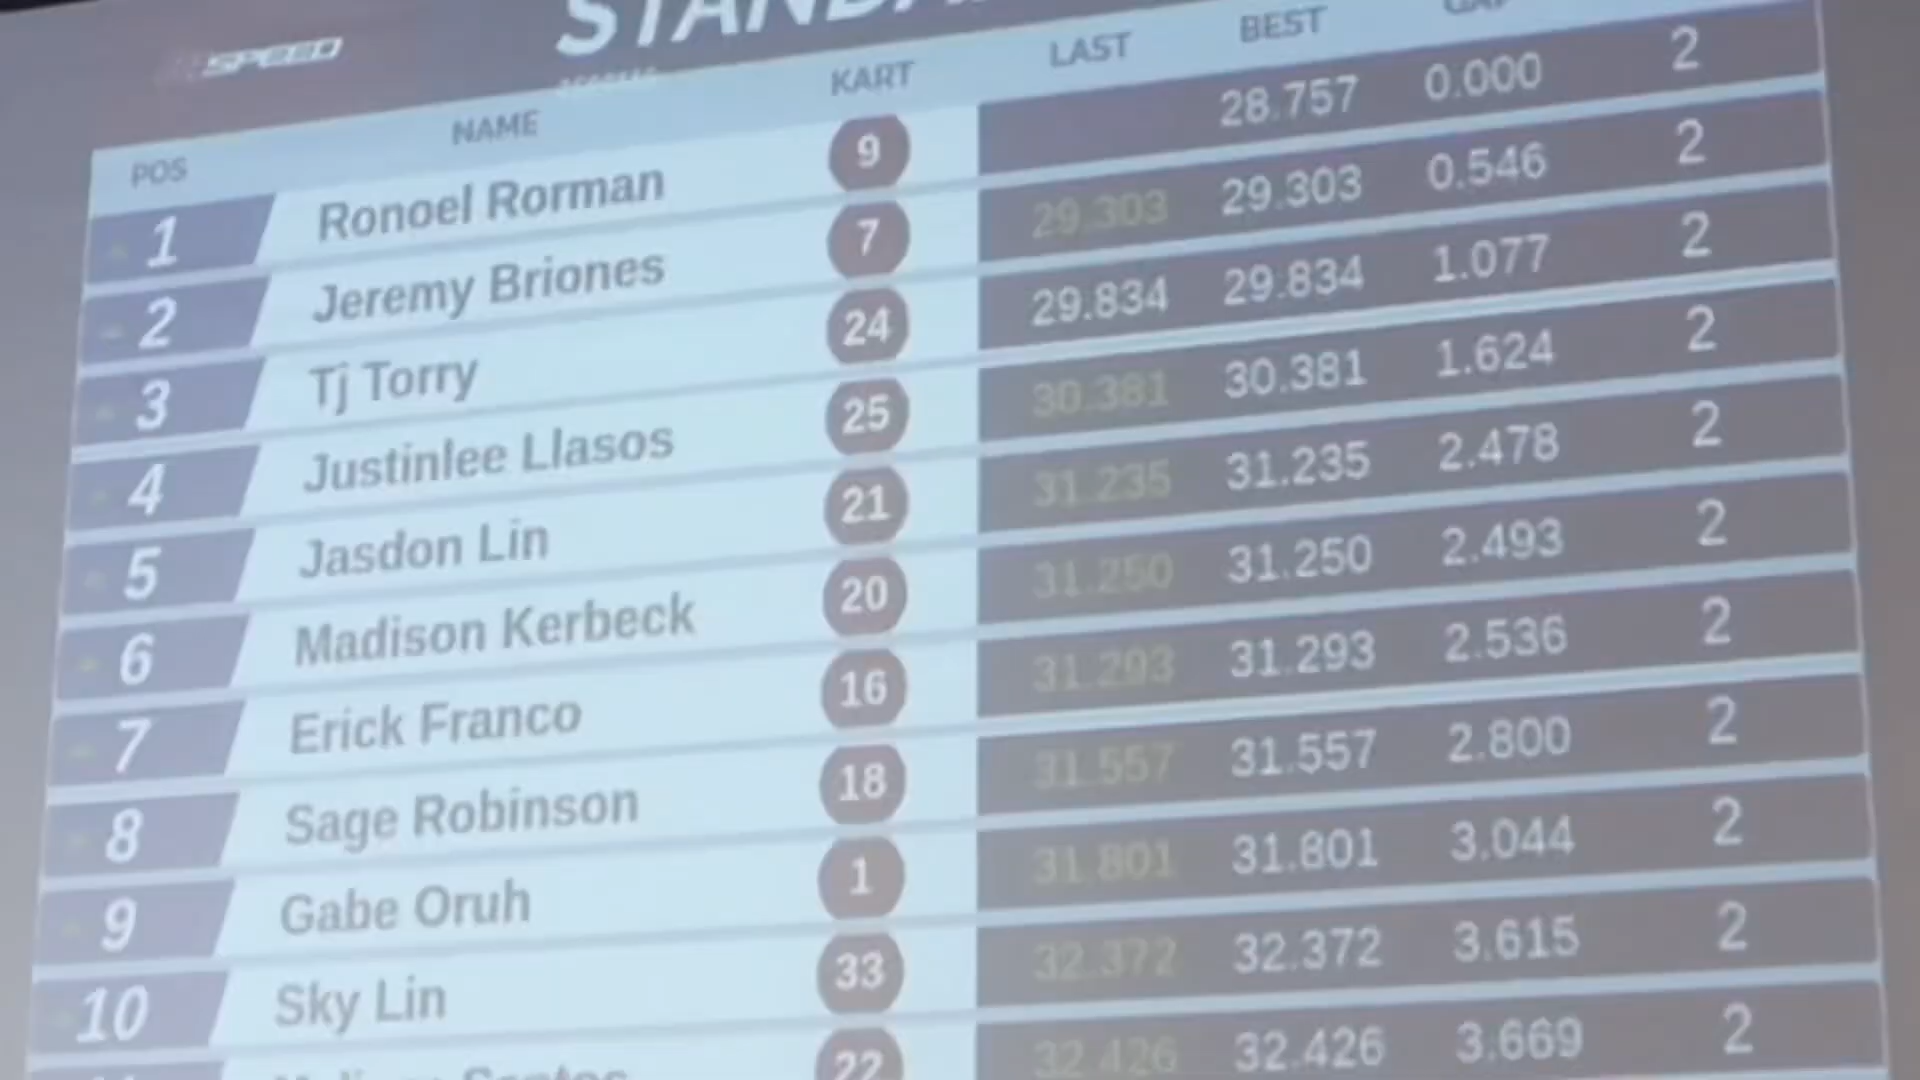 SPEED
POS NAME KART LAST BEST
1 Ronoel Rorman 9 28.757 0.000 2
2 Jeremy Briones 7 29.303 29.303 0.546 2
3 Tj Torry 24 29.834 29.834 1.077 2
4 Justinlee Llasos 25 30.381 30.381 1.624 2
5 Jasdon Lin 21 31.235 31.235 2.478 2
6 Madison Kerbeck 20 31.250 31.250 2.493 2
7 Erick Franco 16 31.293 31.293 2.536 2
8 Sage Robinson 18 31.557 31.557 2.800 2
9 Gabe Oruh 1 31.801 31.801 3.044 2
10 Sky Lin 33 32.372 32.372 3.615 2
22 32.426 32.426 3.669 2